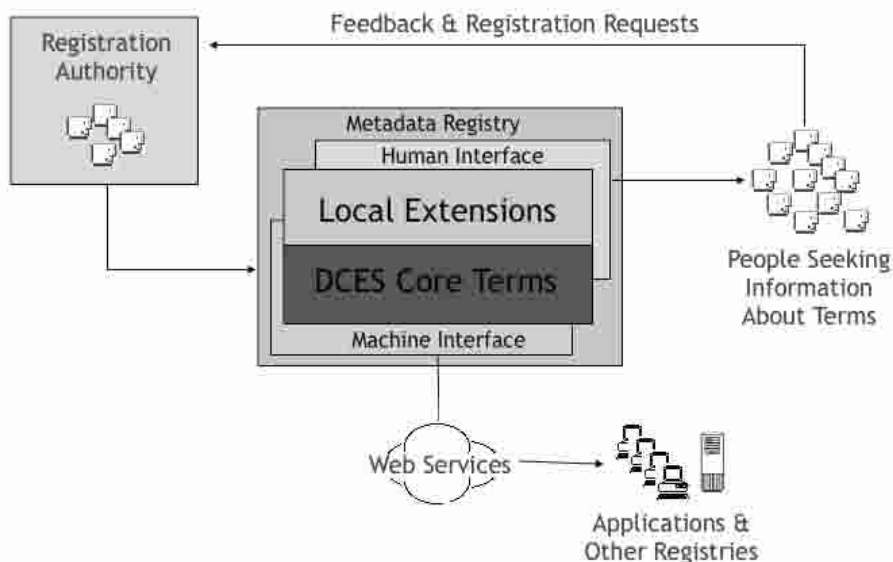 Feedback & Registration Requests
Registration
Authority
Metadata Registry
Human Interface
Local Extensions
DCES Core Terms
Machine Interface
People Seeking
Information
About Terms
Web Services
Applications &
Other Registries